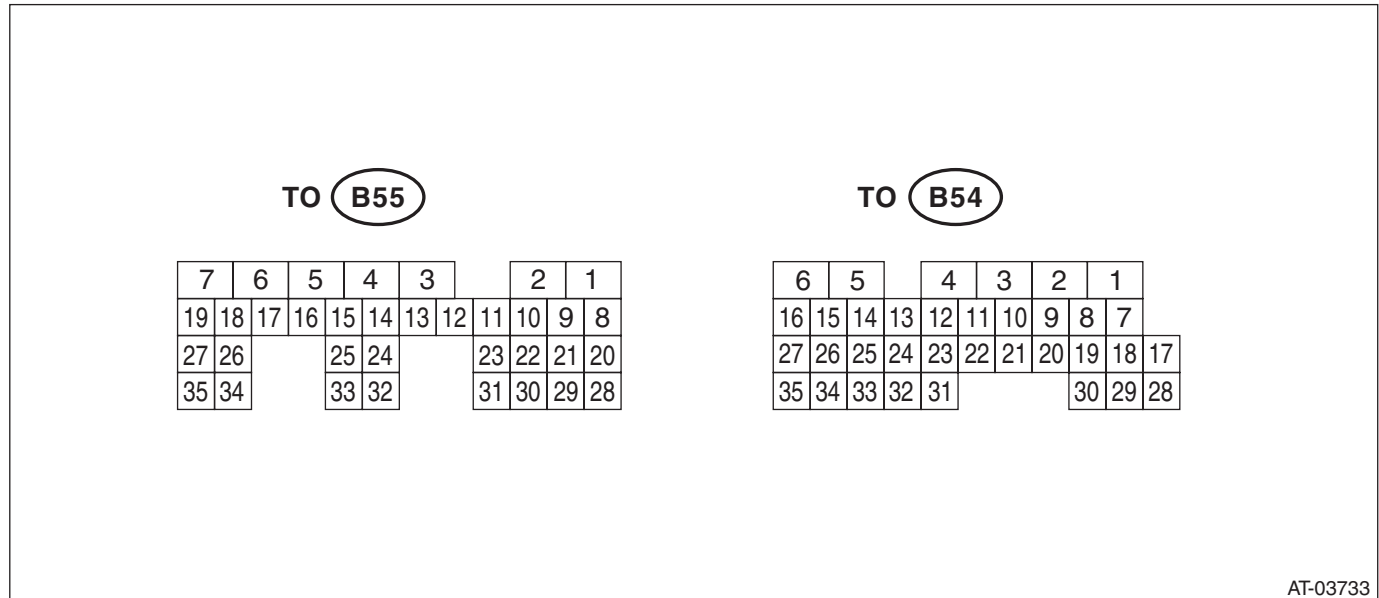 TO B55
7 6 5 4 3 2 1
19 18 17 16 15 14 13 12 11 10 9 8
27 26 25 24 23 22 21 20
35 34 33 32 31 30 29 28
TO B54
6 5 4 3 2 1
16 15 14 13 12 11 10 9 8 7
27 26 25 24 23 22 21 20 19 18 17
35 34 33 32 31 30 29 28
AT-03733